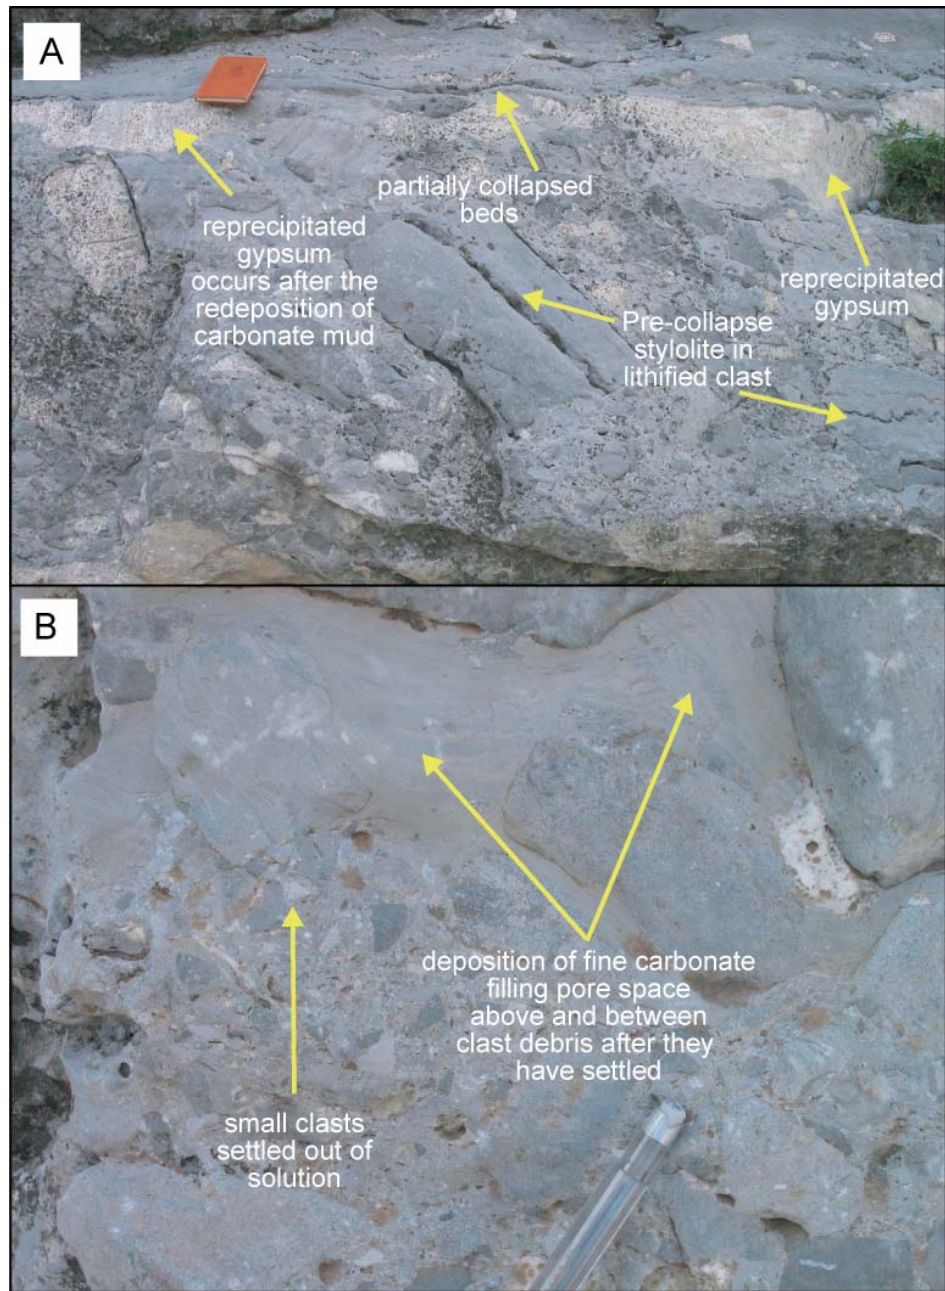 A
partially collapsed
beds
reprecipitated
gypsum
occurs after the
redeposition of
carbonate mud
reprecipitated
gypsum
Pre-collapse
stylolite in
lithified clast
B
deposition of fine carbonate
filling pore space
above and between
clast debris after they
have settled
small clasts
settled out of
solution